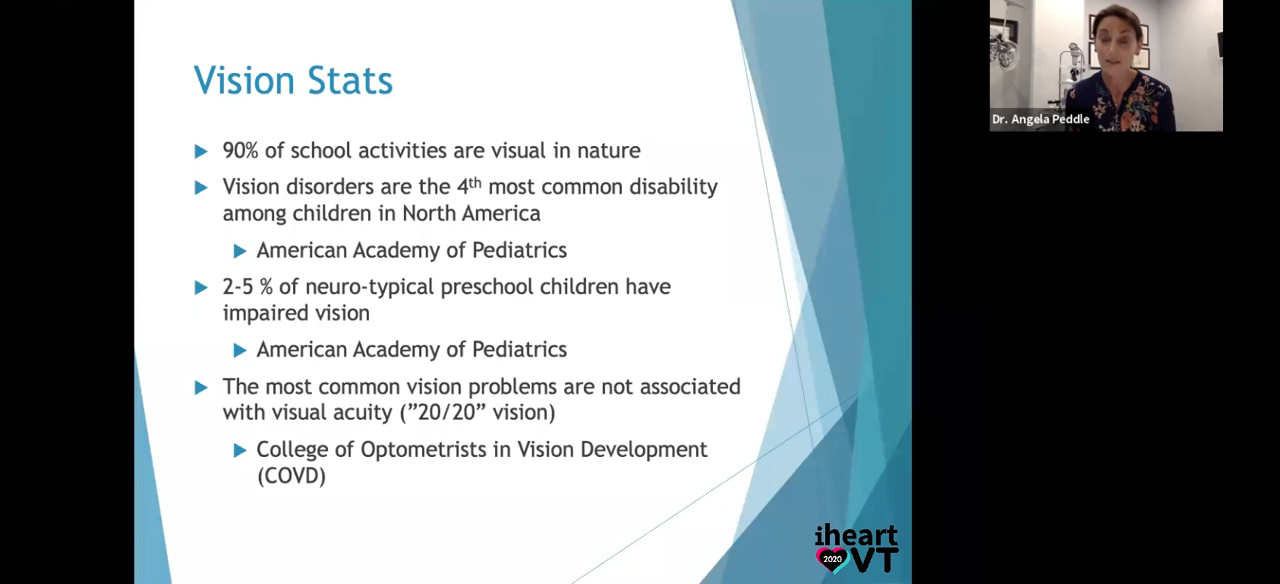 Vision Stats
90% of school activities are visual in nature
Vision disorders are the 4th most common disability
among children in North America
American Academy of Pediatrics
2-5 % of neuro-typical preschool children have
impaired vision
American Academy of Pediatrics
The most common vision problems are not associated
with visual acuity (”20/20” vision)
College of Optometrists in Vision Development
(COVD)
iheart
2020
VT
Dr. Angela Peddle